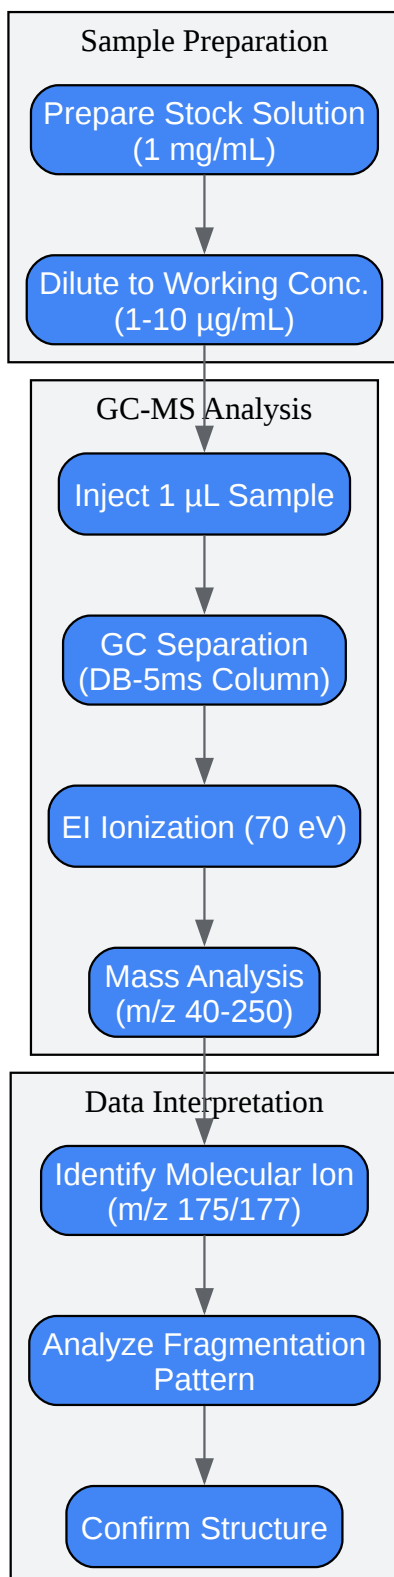 Sample Preparation
Prepare Stock Solution
(1 mg/mL)
Dilute to Working Conc.
(1-10 µg/mL)
GC-MS Analysis
Inject 1 µL Sample
GC Separation
(DB-5ms Column)
EI Ionization (70 eV)
Mass Analysis
(m/z 40-250)
Data Interpretation
Identify Molecular Ion
(m/z 175/177)
Analyze Fragmentation
Pattern
Confirm Structure